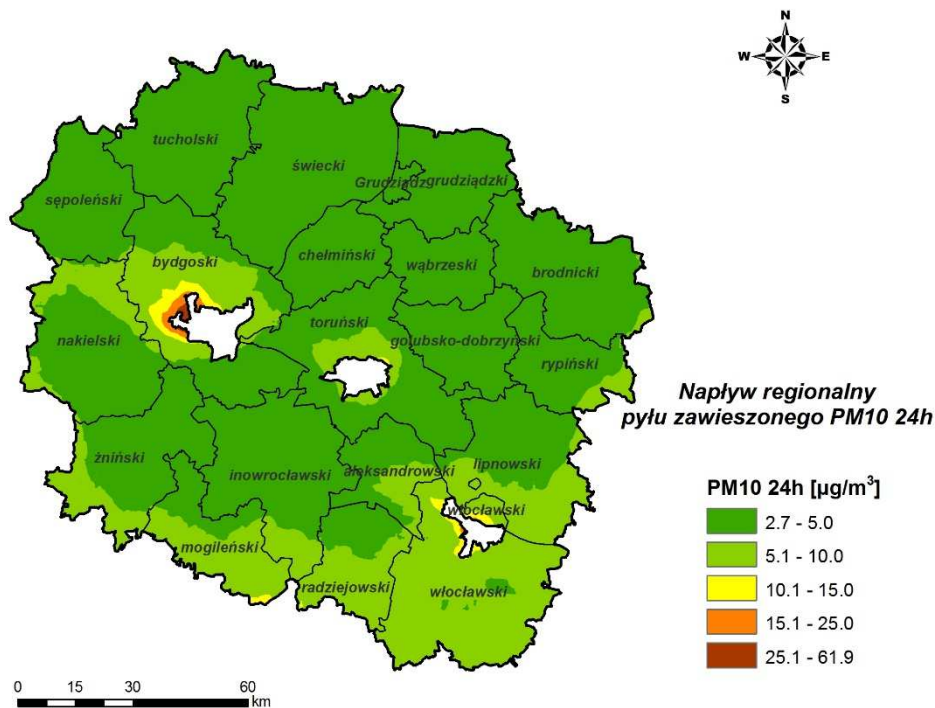 N
W E
S
tucholski
świecki
Grudziądz grudziądzki
sępoleński
chełmiński
wąbrzeski
brodnicki
bydgoski
toruński
nakielski
golubsko-dobrzyński
rypiński
Napływ regionalny
pyłu zawieszonego PM10 24h
żniński
inowrocławski
aleksandrowski
lipnowski
włocławski
mogileński
radziejowski
włocławski
PM10 24h [µg/m³]
2.7 - 5.0
5.1 - 10.0
10.1 - 15.0
15.1 - 25.0
25.1 - 61.9
0 15 30 60
km